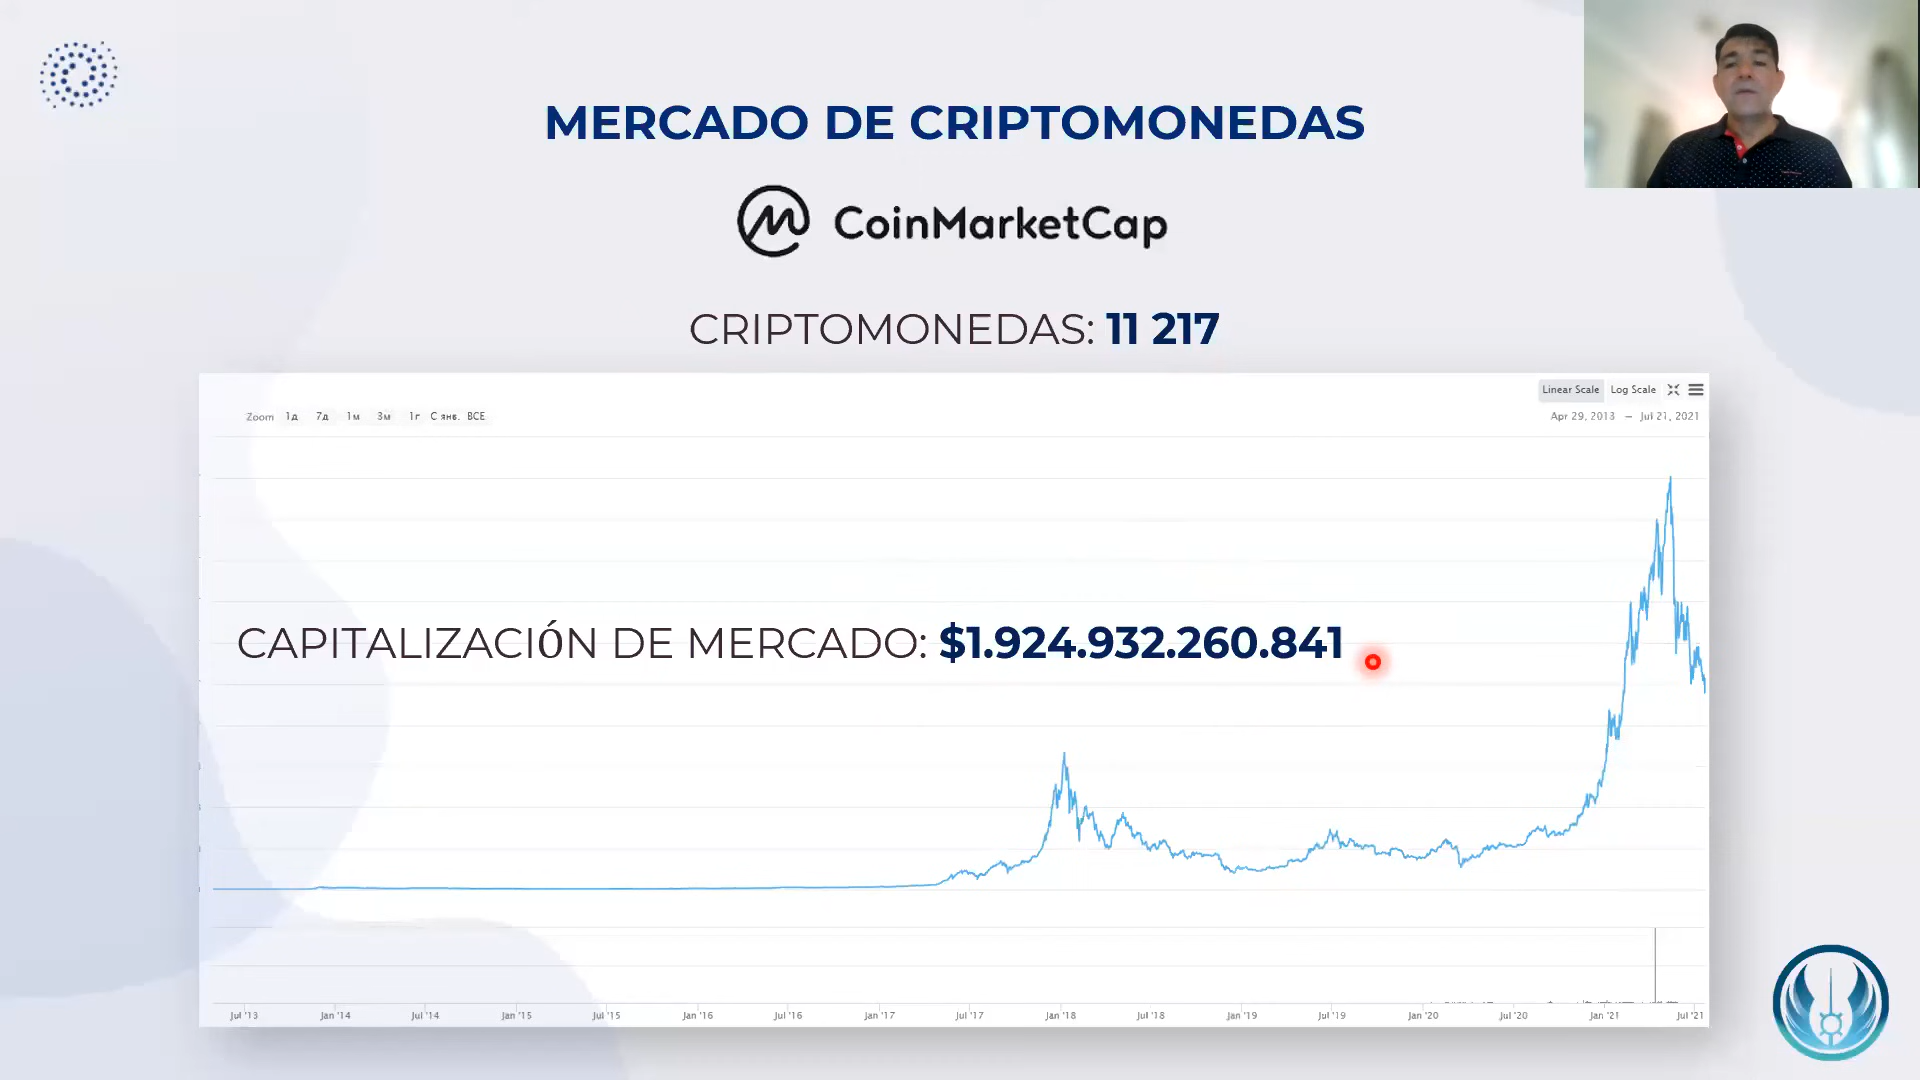 MERCADO DE CRIPTOMONEDAS
CoinMarketCap
CRIPTOMONEDAS: 11 217
Linear Scale Log Scale
Zoom 1д 7д 1м 3м 1г С янв. ВСЕ
Apr 29, 2013 – Jul 21, 2021
CAPITALIZACIÓN DE MERCADO: $1.924.932.260.841
Jul '13 Jan '14 Jul '14 Jan '15 Jul '15 Jan '16 Jul '16 Jan '17 Jul '17 Jan '18 Jul '18 Jan '19 Jul '19 Jan '20 Jul '20 Jan '21 Jul '21